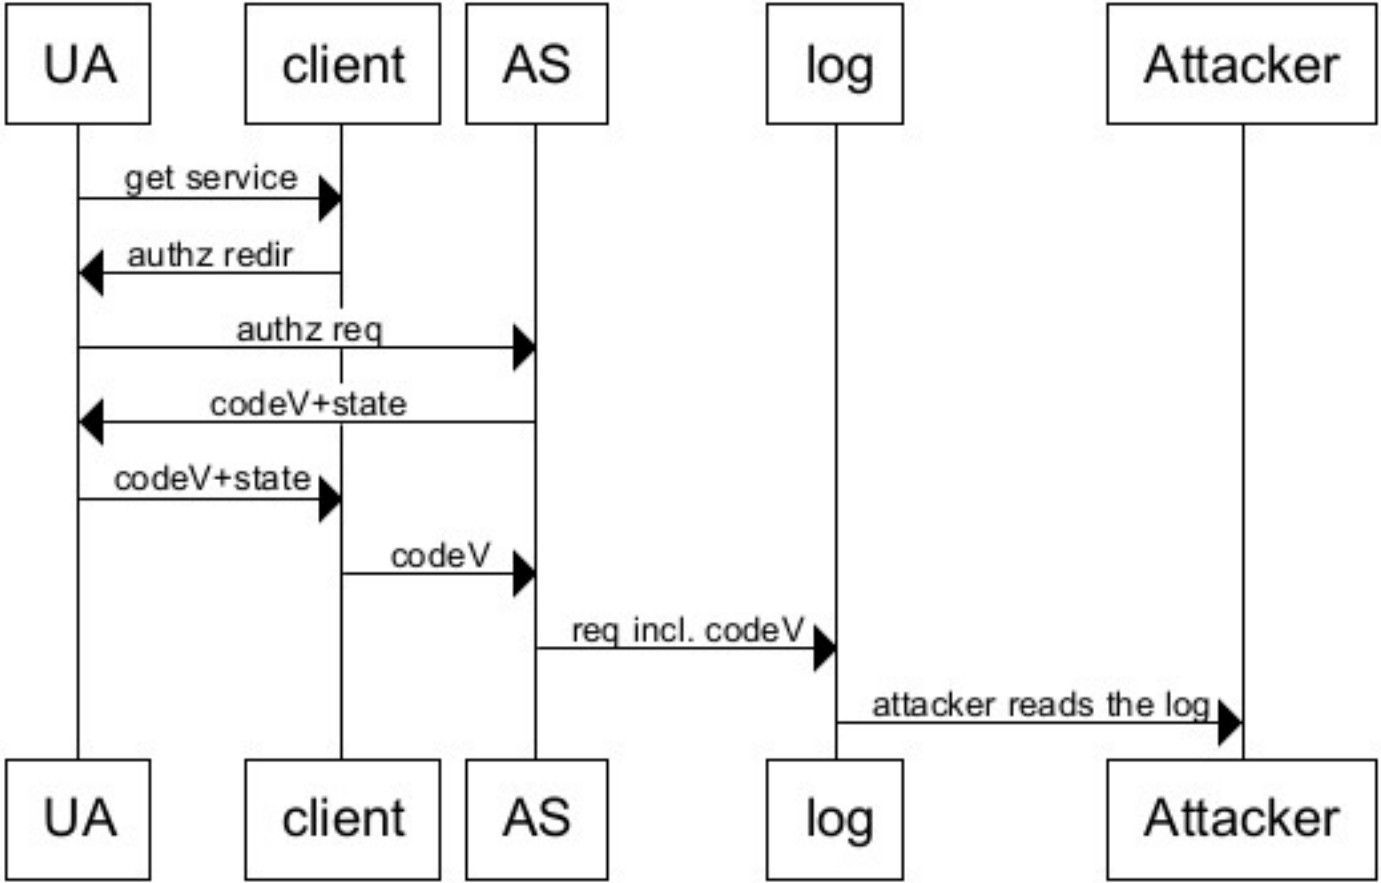 UA
client
AS
log
Attacker
get service
authz redir
authz req
codeV+state
codeV+state
codeV
req incl. codeV
attacker reads the log
UA
client
AS
log
Attacker